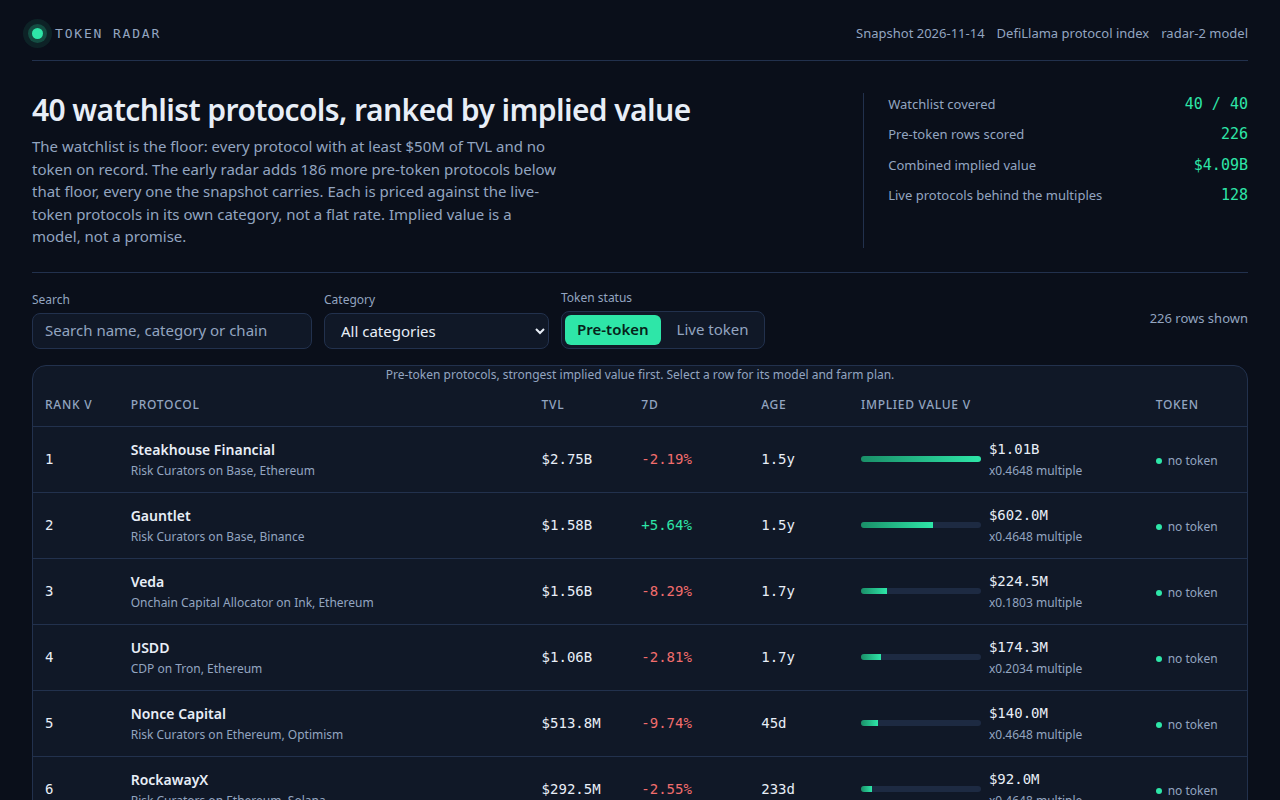 TOKEN RADAR
Snapshot 2026-11-14 DefiLlama protocol index radar-2 model
40 watchlist protocols, ranked by implied value
The watchlist is the floor: every protocol with at least $50M of TVL and no
token on record. The early radar adds 186 more pre-token protocols below
that floor, every one the snapshot carries. Each is priced against the live-
token protocols in its own category, not a flat rate. Implied value is a
model, not a promise.
Watchlist covered 40 / 40
Pre-token rows scored 226
Combined implied value $4.09B
Live protocols behind the multiples 128
Search
Category
Token status
Search name, category or chain
All categories
Pre-token
Live token
226 rows shown
Pre-token protocols, strongest implied value first. Select a row for its model and farm plan.
RANK V PROTOCOL TVL 7D AGE IMPLIED VALUE V TOKEN
1 Steakhouse Financial $2.75B -2.19% 1.5y $1.01B no token
Risk Curators on Base, Ethereum x0.4648 multiple
2 Gauntlet $1.58B +5.64% 1.5y $602.0M no token
Risk Curators on Base, Binance x0.4648 multiple
3 Veda $1.56B -8.29% 1.7y $224.5M no token
Onchain Capital Allocator on Ink, Ethereum x0.1803 multiple
4 USDD $1.06B -2.81% 1.7y $174.3M no token
CDP on Tron, Ethereum x0.2034 multiple
5 Nonce Capital $513.8M -9.74% 45d $140.0M no token
Risk Curators on Ethereum, Optimism x0.4648 multiple
6 RockawayX $292.5M -2.55% 233d $92.0M no token
Risk Curators on Ethereum, Solana x0.4648 multiple